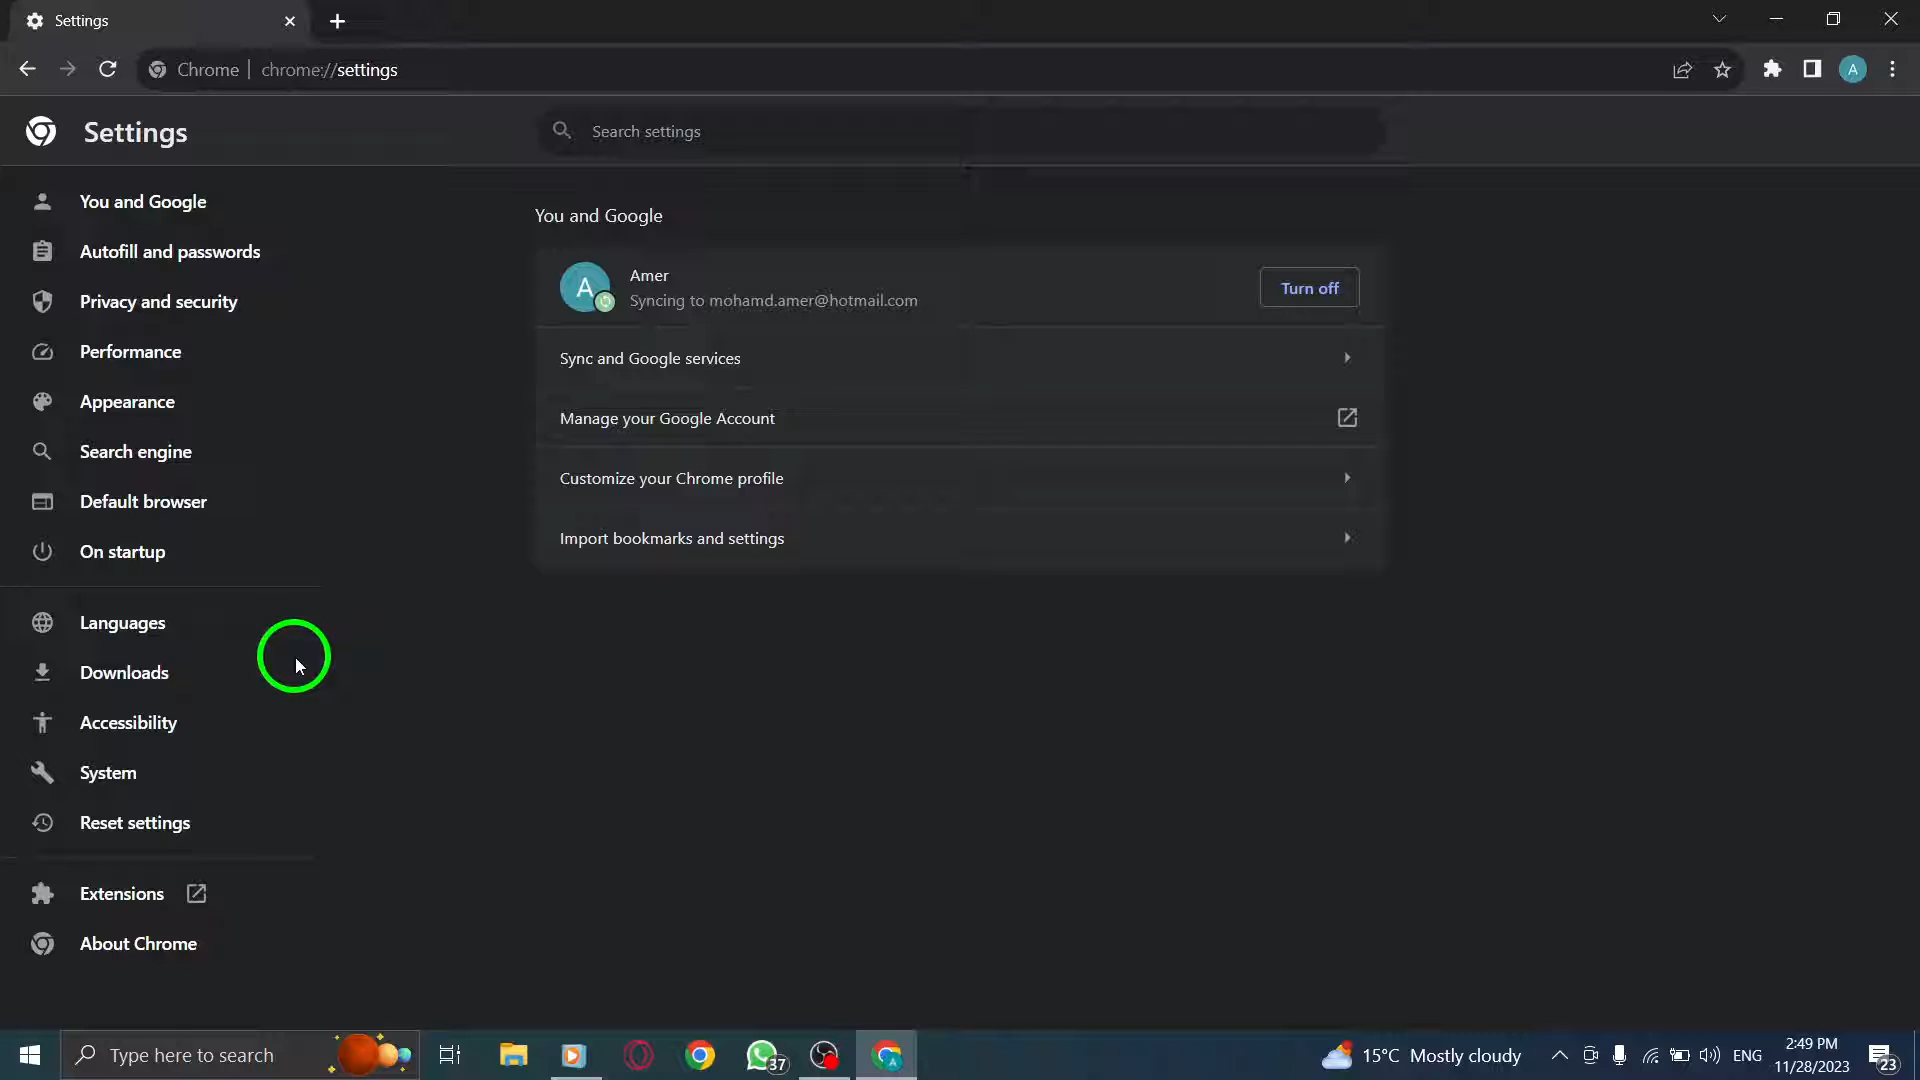 Settings
Chrome | chrome://settings
A
Settings
Search settings
You and Google
Autofill and passwords
Privacy and security
Performance
Appearance
Search engine
Default browser
On startup
Languages
Downloads
Accessibility
System
Reset settings
Extensions
About Chrome
You and Google
A
Amer
Syncing to mohamd.amer@hotmail.com
Turn off
Sync and Google services
Manage your Google Account
Customize your Chrome profile
Import bookmarks and settings
Type here to search
37
A
15°C Mostly cloudy
ENG
2:49 PM
11/28/2023
23